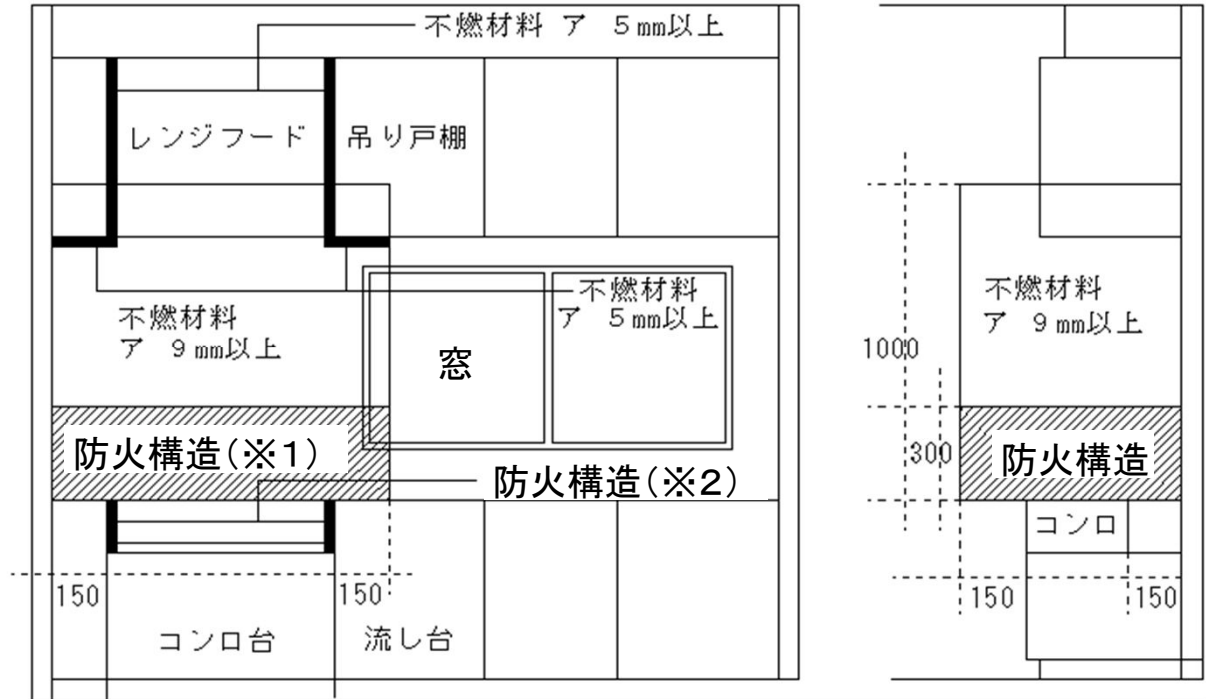 不燃材料 ア 5㎜以上
レンジフード
吊り戸棚
不燃材料
ア 9㎜以上
不燃材料
ア 5㎜以上
窓
防火構造(※1)
防火構造(※2)
150
150
コンロ台
流し台
不燃材料
ア 9㎜以上
1000
300
防火構造
コンロ
150
150